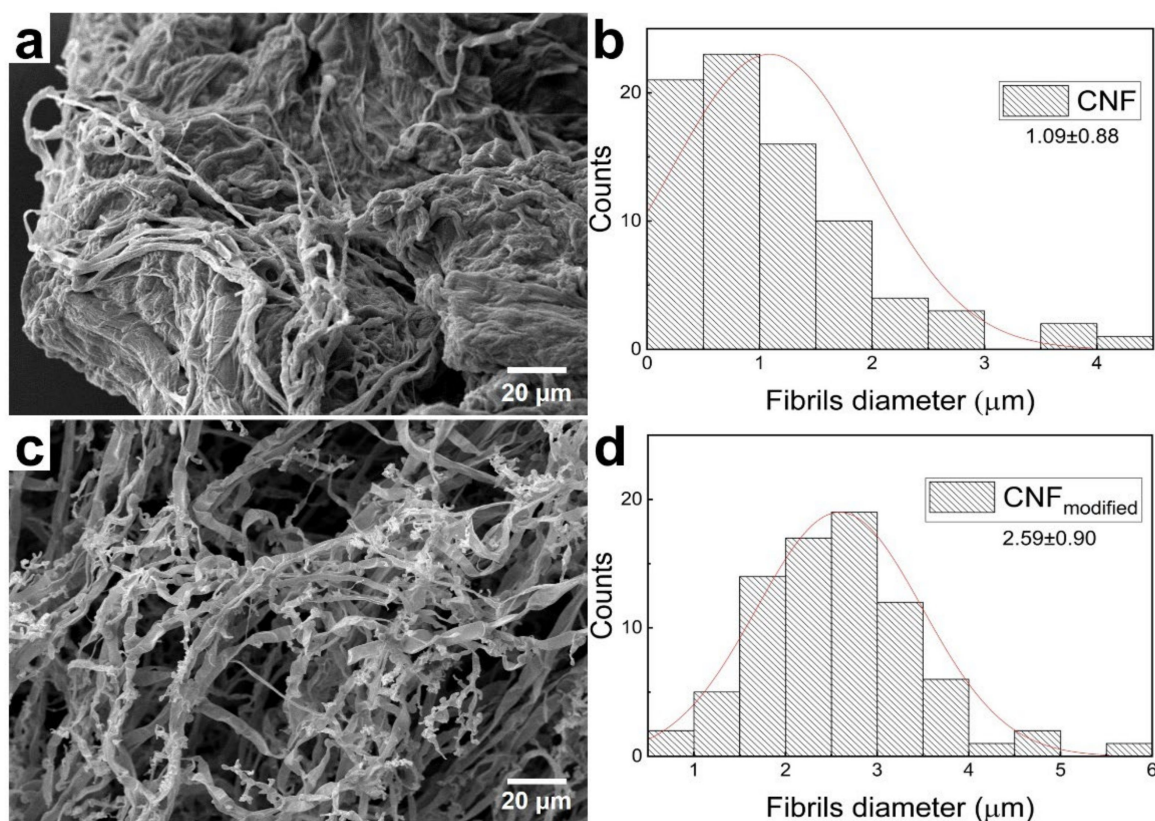 a
20 μm
b
Counts
20
10
0
CNF
1.09±0.88
0 1 2 3 4
Fibrils diameter (μm)
c
20 μm
d
Counts
20
10
0
CNFmodified
2.59±0.90
1 2 3 4 5 6
Fibrils diameter (μm)